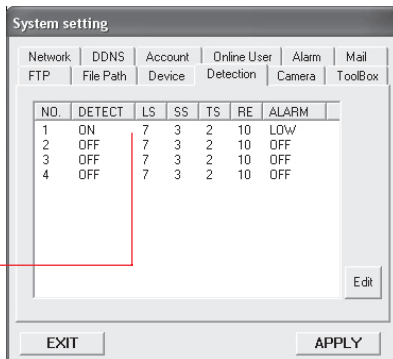 System setting
Network DDNS Account Online User Alarm Mail
FTP File Path Device Detection Camera ToolBox
NO. DETECT LS SS TS RE ALARM
1 ON 7 3 2 10 LOW
2 OFF 7 3 2 10 OFF
3 OFF 7 3 2 10 OFF
4 OFF 7 3 2 10 OFF
Edit
EXIT APPLY